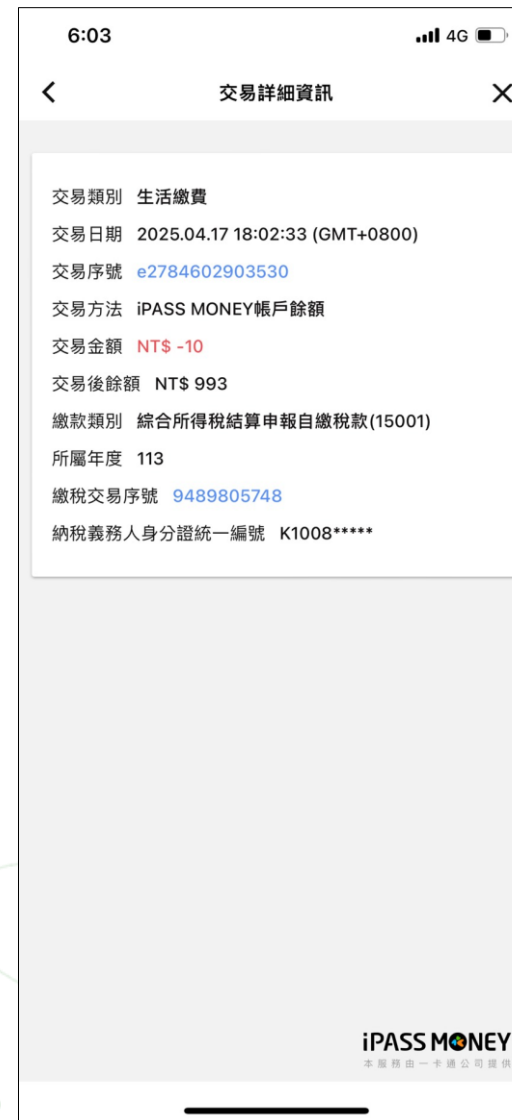 6:03
4G
交易詳細資訊
交易類別 生活繳費
交易日期 2025.04.17 18:02:33 (GMT+0800)
交易序號 e2784602903530
交易方法 iPASS MONEY帳戶餘額
交易金額 NT$ -10
交易後餘額 NT$ 993
繳款類別 綜合所得稅結算申報自繳稅款(15001)
所屬年度 113
繳稅交易序號 9489805748
納稅義務人身分證統一編號 K1008*****
iPASS MONEY
本服務由一卡通公司提供